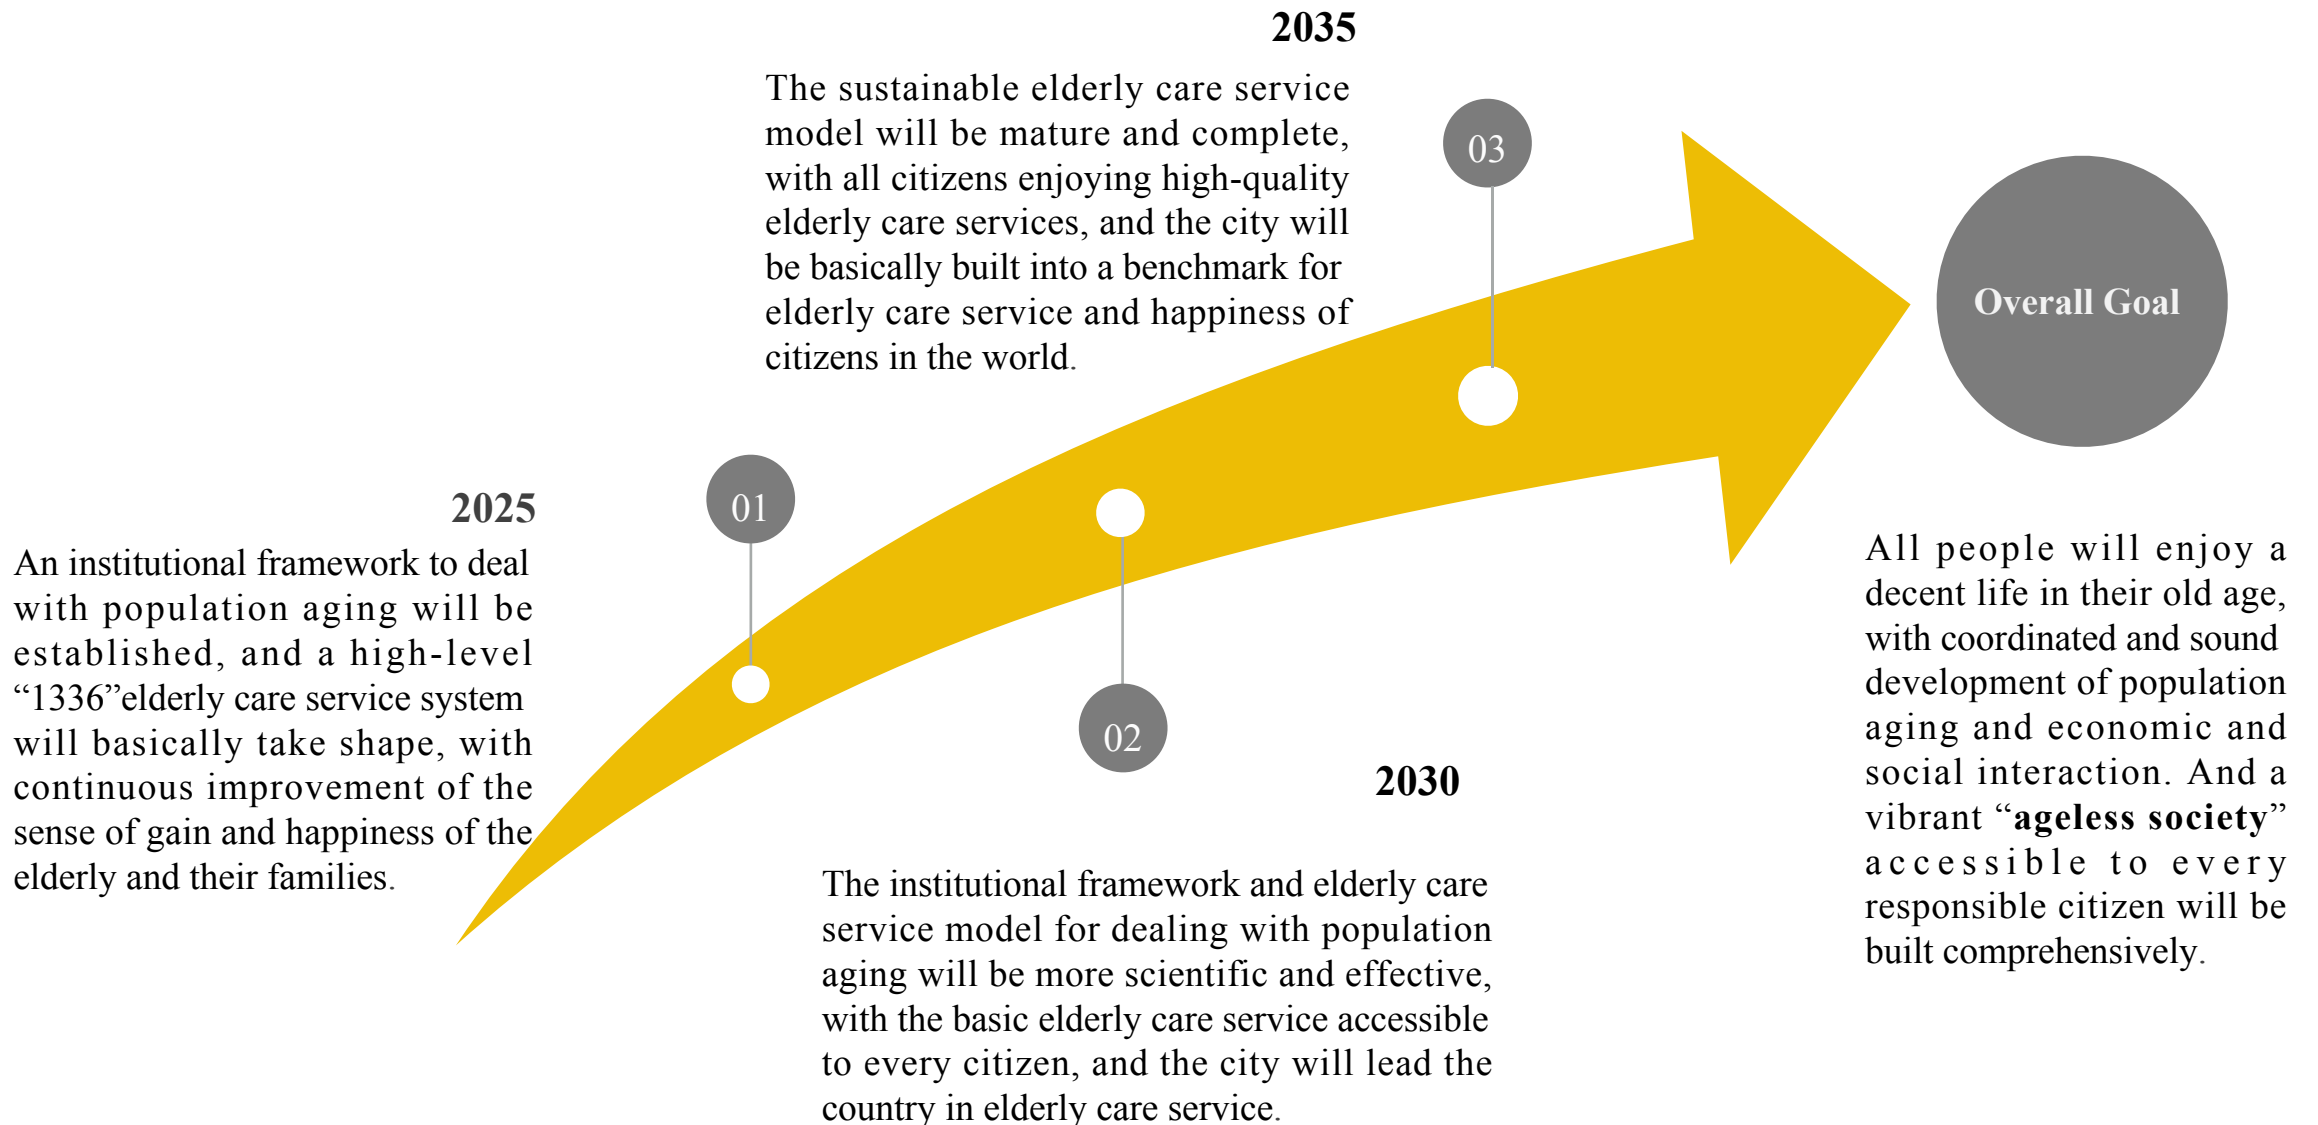 2025
An institutional framework to deal
with population aging will be
established, and a high-level
“1336”elderly care service system
will basically take shape, with
continuous improvement of the
sense of gain and happiness of the
elderly and their families.
01
02
2030
The institutional framework and elderly care
service model for dealing with population
aging will be more scientific and effective,
with the basic elderly care service accessible
to every citizen, and the city will lead the
country in elderly care service.
2035
The sustainable elderly care service
model will be mature and complete,
with all citizens enjoying high-quality
elderly care services, and the city will
be basically built into a benchmark for
elderly care service and happiness of
citizens in the world.
03
Overall Goal
All people will enjoy a
decent life in their old age,
with coordinated and sound
development of population
aging and economic and
social interaction. And a
vibrant “ageless society”
accessible to every
responsible citizen will be
built comprehensively.